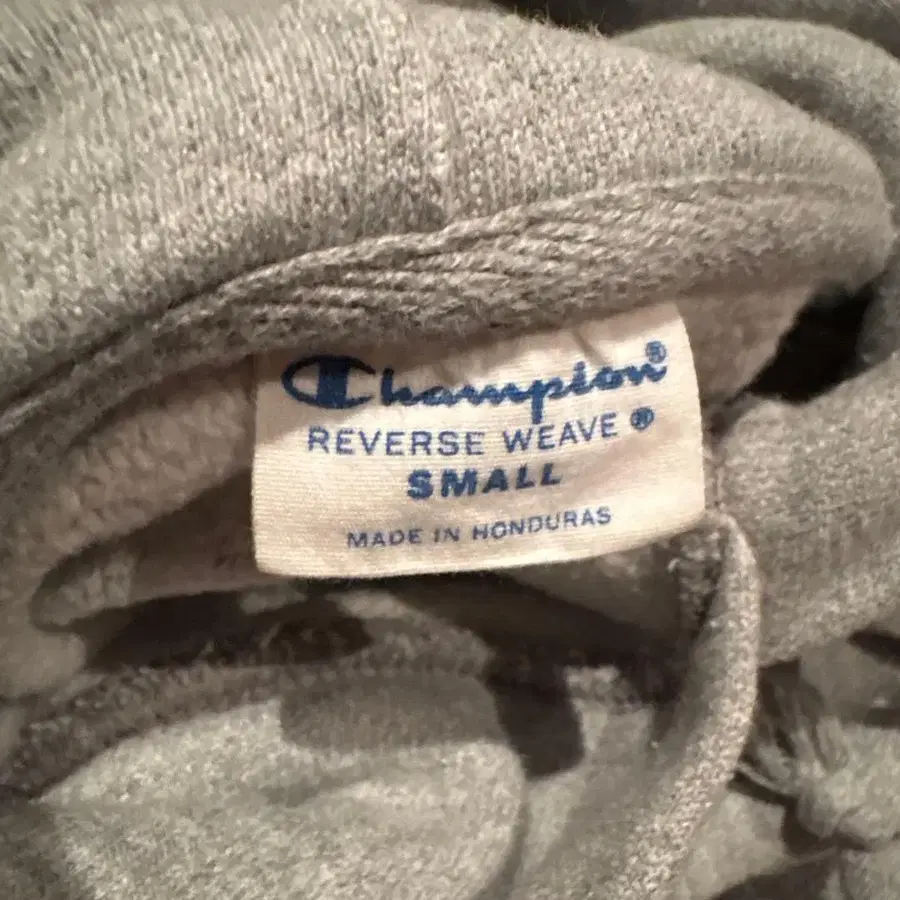 Champion®
REVERSE WEAVE®
SMALL
MADE IN HONDURAS